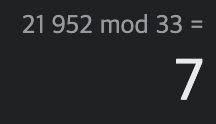 21 952 mod 33 =
7